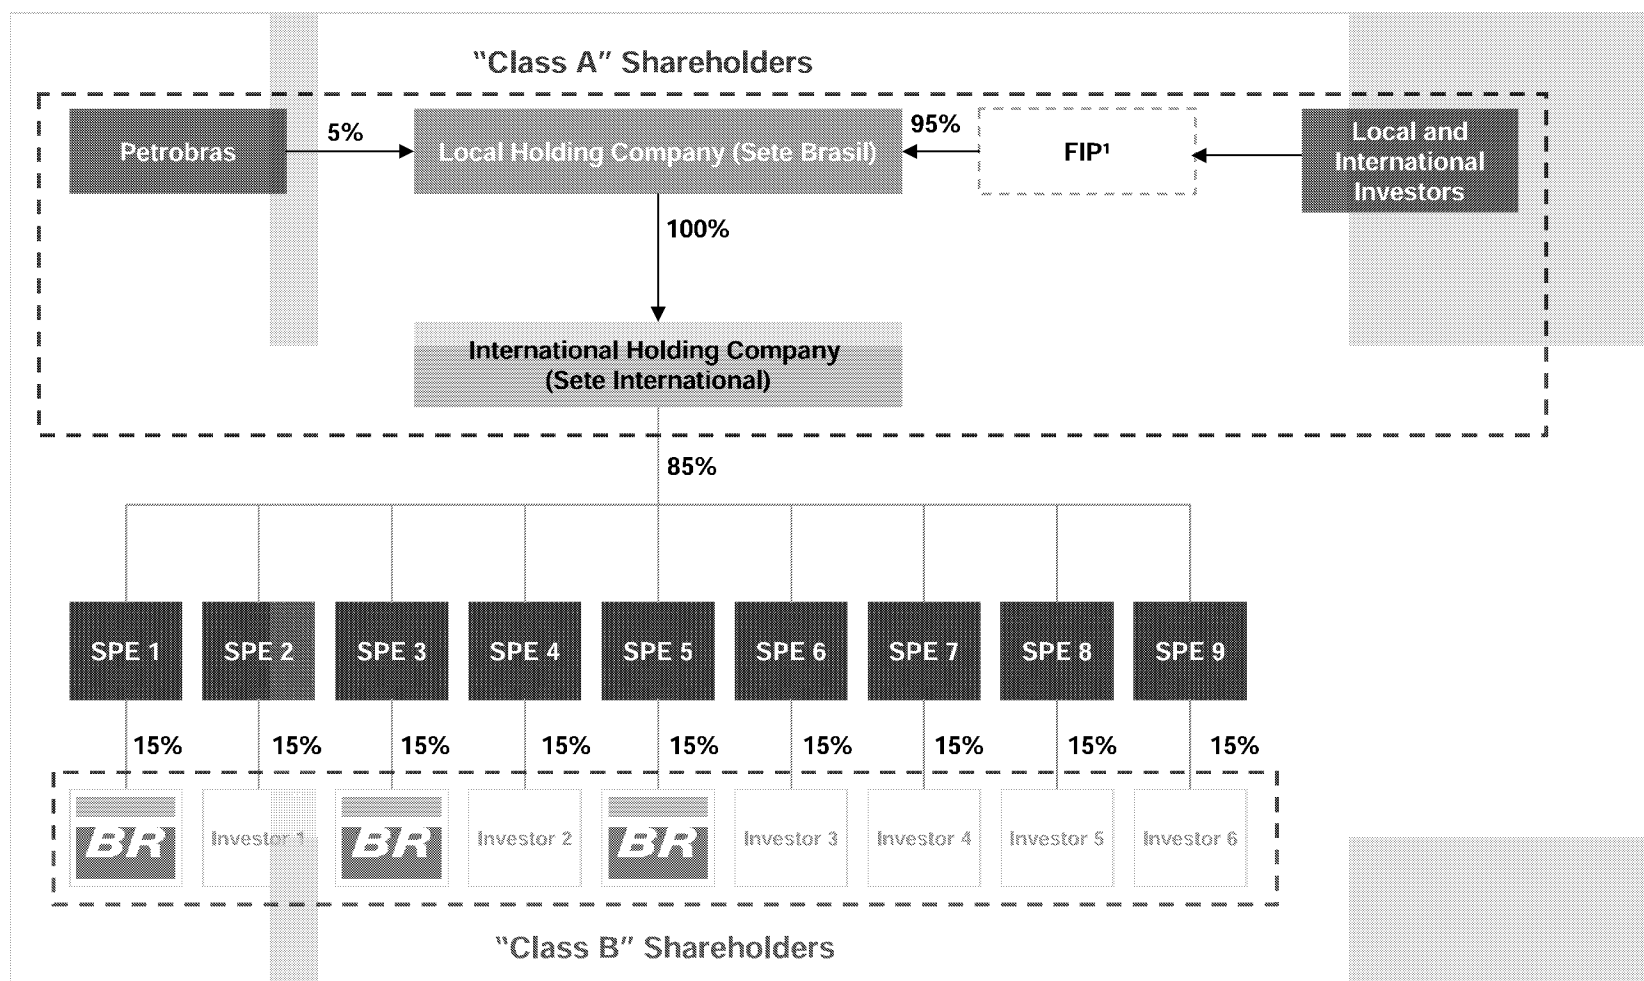 “Class A” Shareholders
Petrobras
5%
Local Holding Company (Sete Brasil)
95%
FIP¹
Local and
International
Investors
100%
International Holding Company
(Sete International)
85%
SPE 1
SPE 2
SPE 3
SPE 4
SPE 5
SPE 6
SPE 7
SPE 8
SPE 9
15%
15%
15%
15%
15%
15%
15%
15%
15%
BR
Investor 1
BR
Investor 2
BR
Investor 3
Investor 4
Investor 5
Investor 6
“Class B” Shareholders